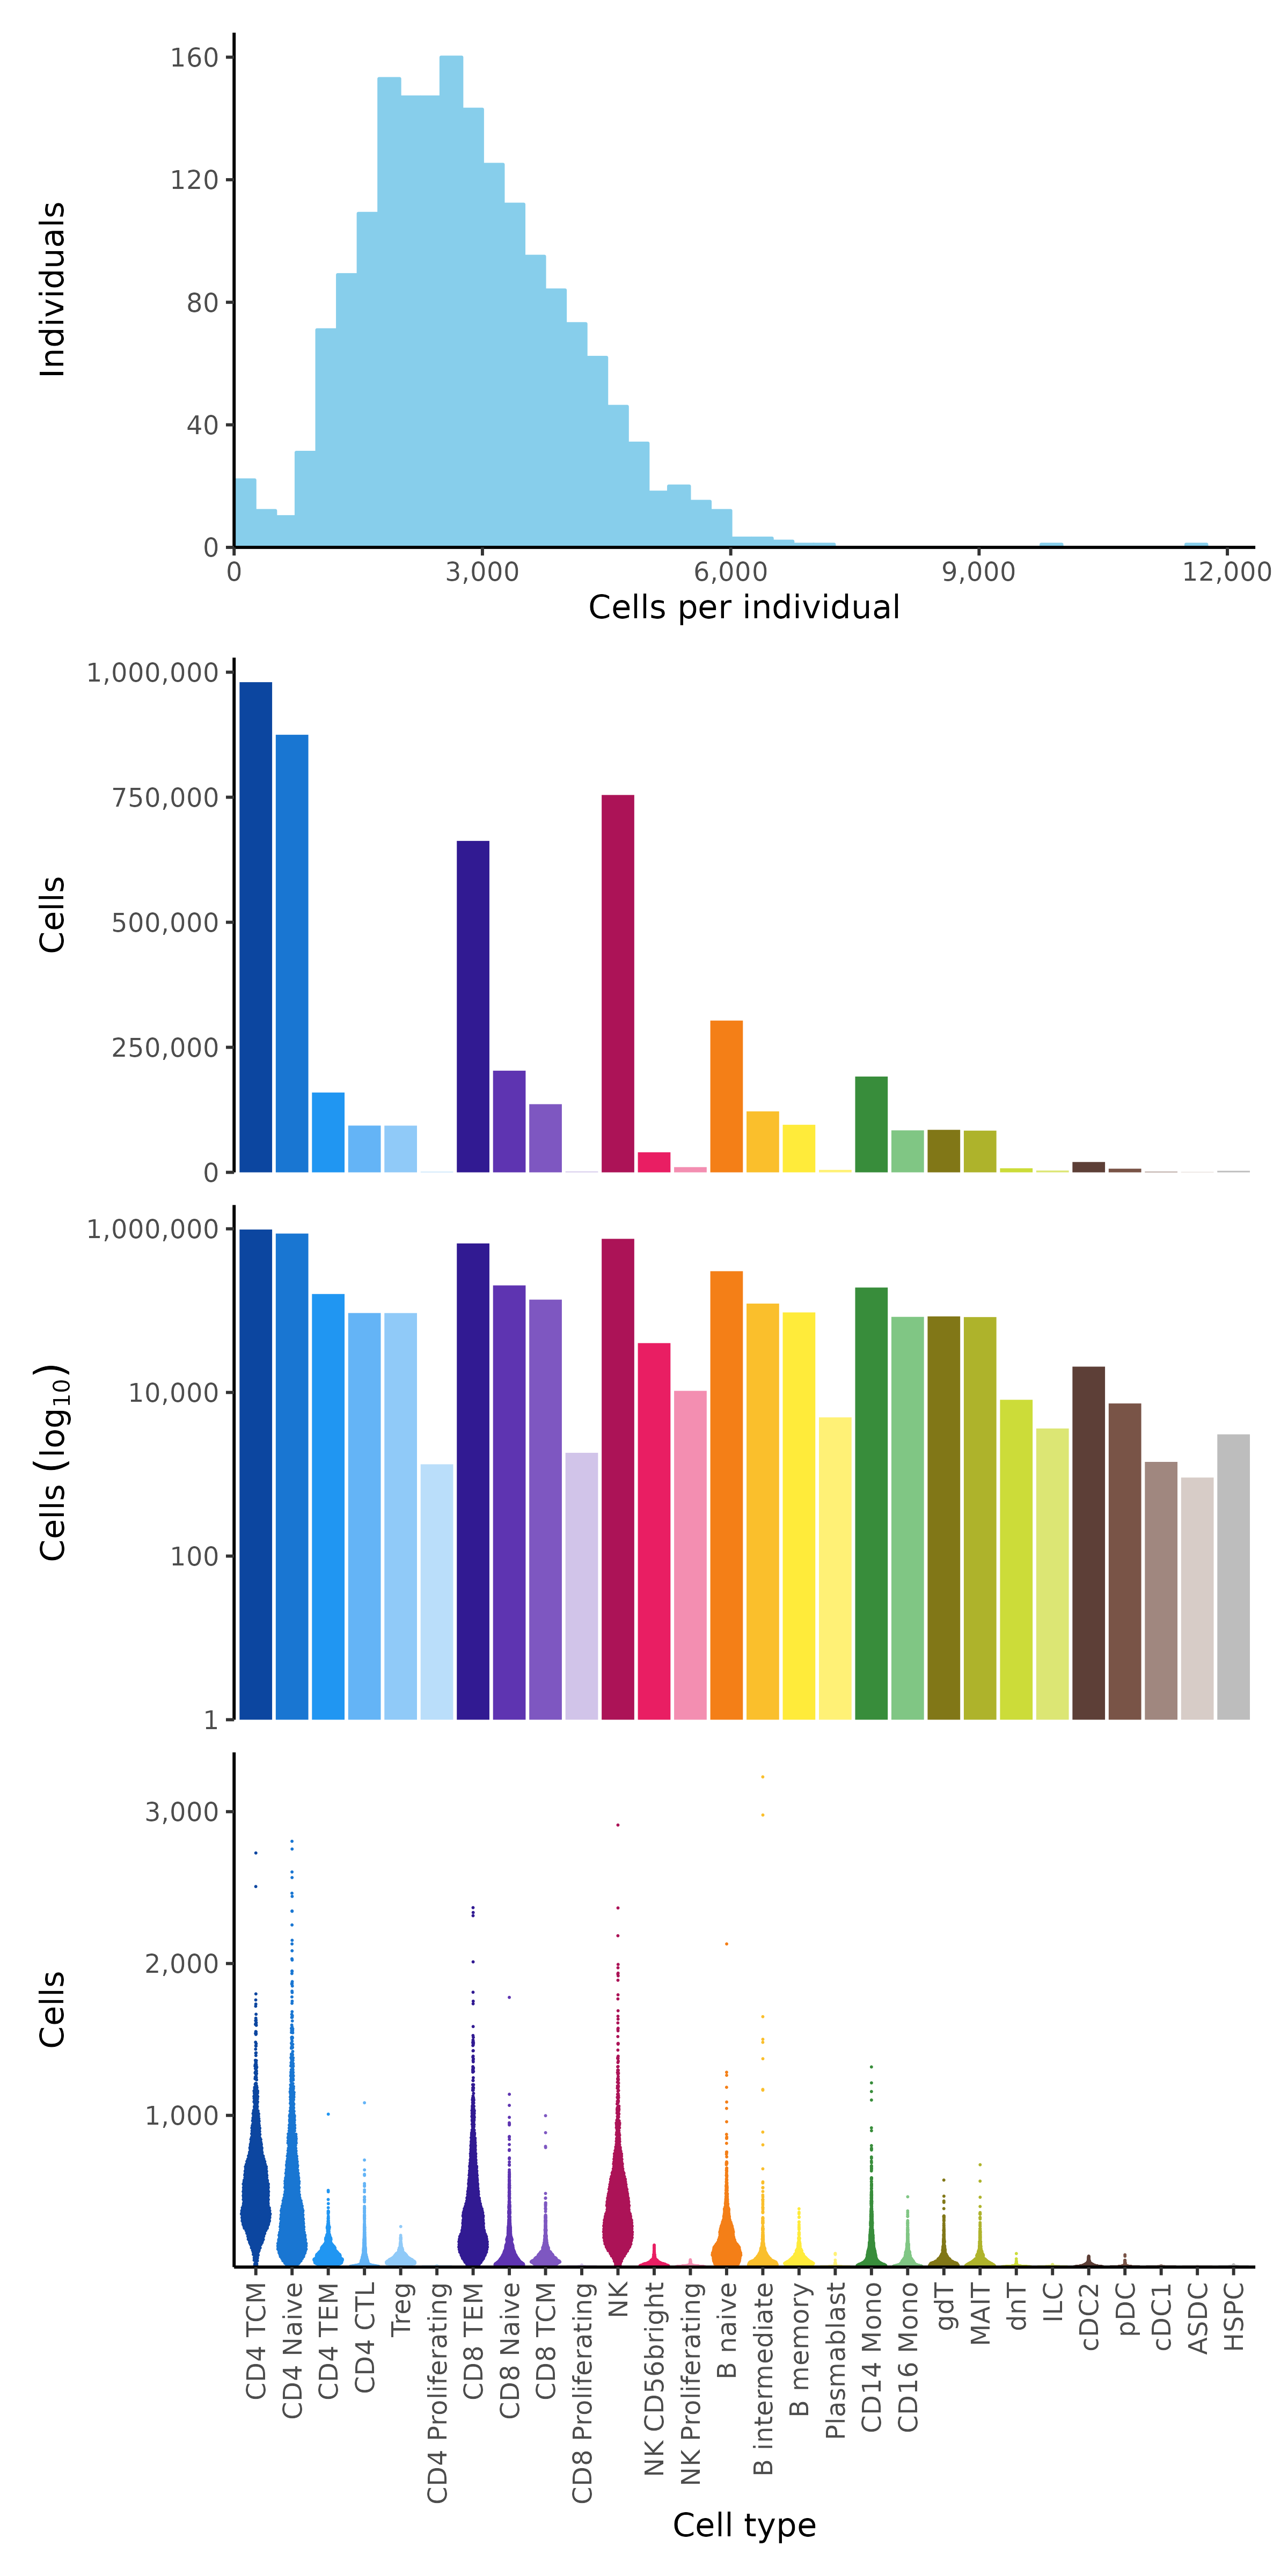 160
120
80
40
0
Individuals
0
3,000
6,000
9,000
12,000
Cells per individual
1,000,000
750,000
500,000
250,000
0
Cells
1,000,000
10,000
100
1
Cells (log₁₀)
3,000
2,000
1,000
Cells
CD4 TCM
CD4 Naive
CD4 TEM
CD4 CTL
Treg
CD4 Proliferating
CD8 TEM
CD8 Naive
CD8 TCM
CD8 Proliferating
NK
NK CD56bright
NK Proliferating
B naive
B intermediate
B memory
Plasmablast
CD14 Mono
CD16 Mono
gdT
MAIT
dnT
ILC
cDC2
pDC
cDC1
ASDC
HSPC
Cell type